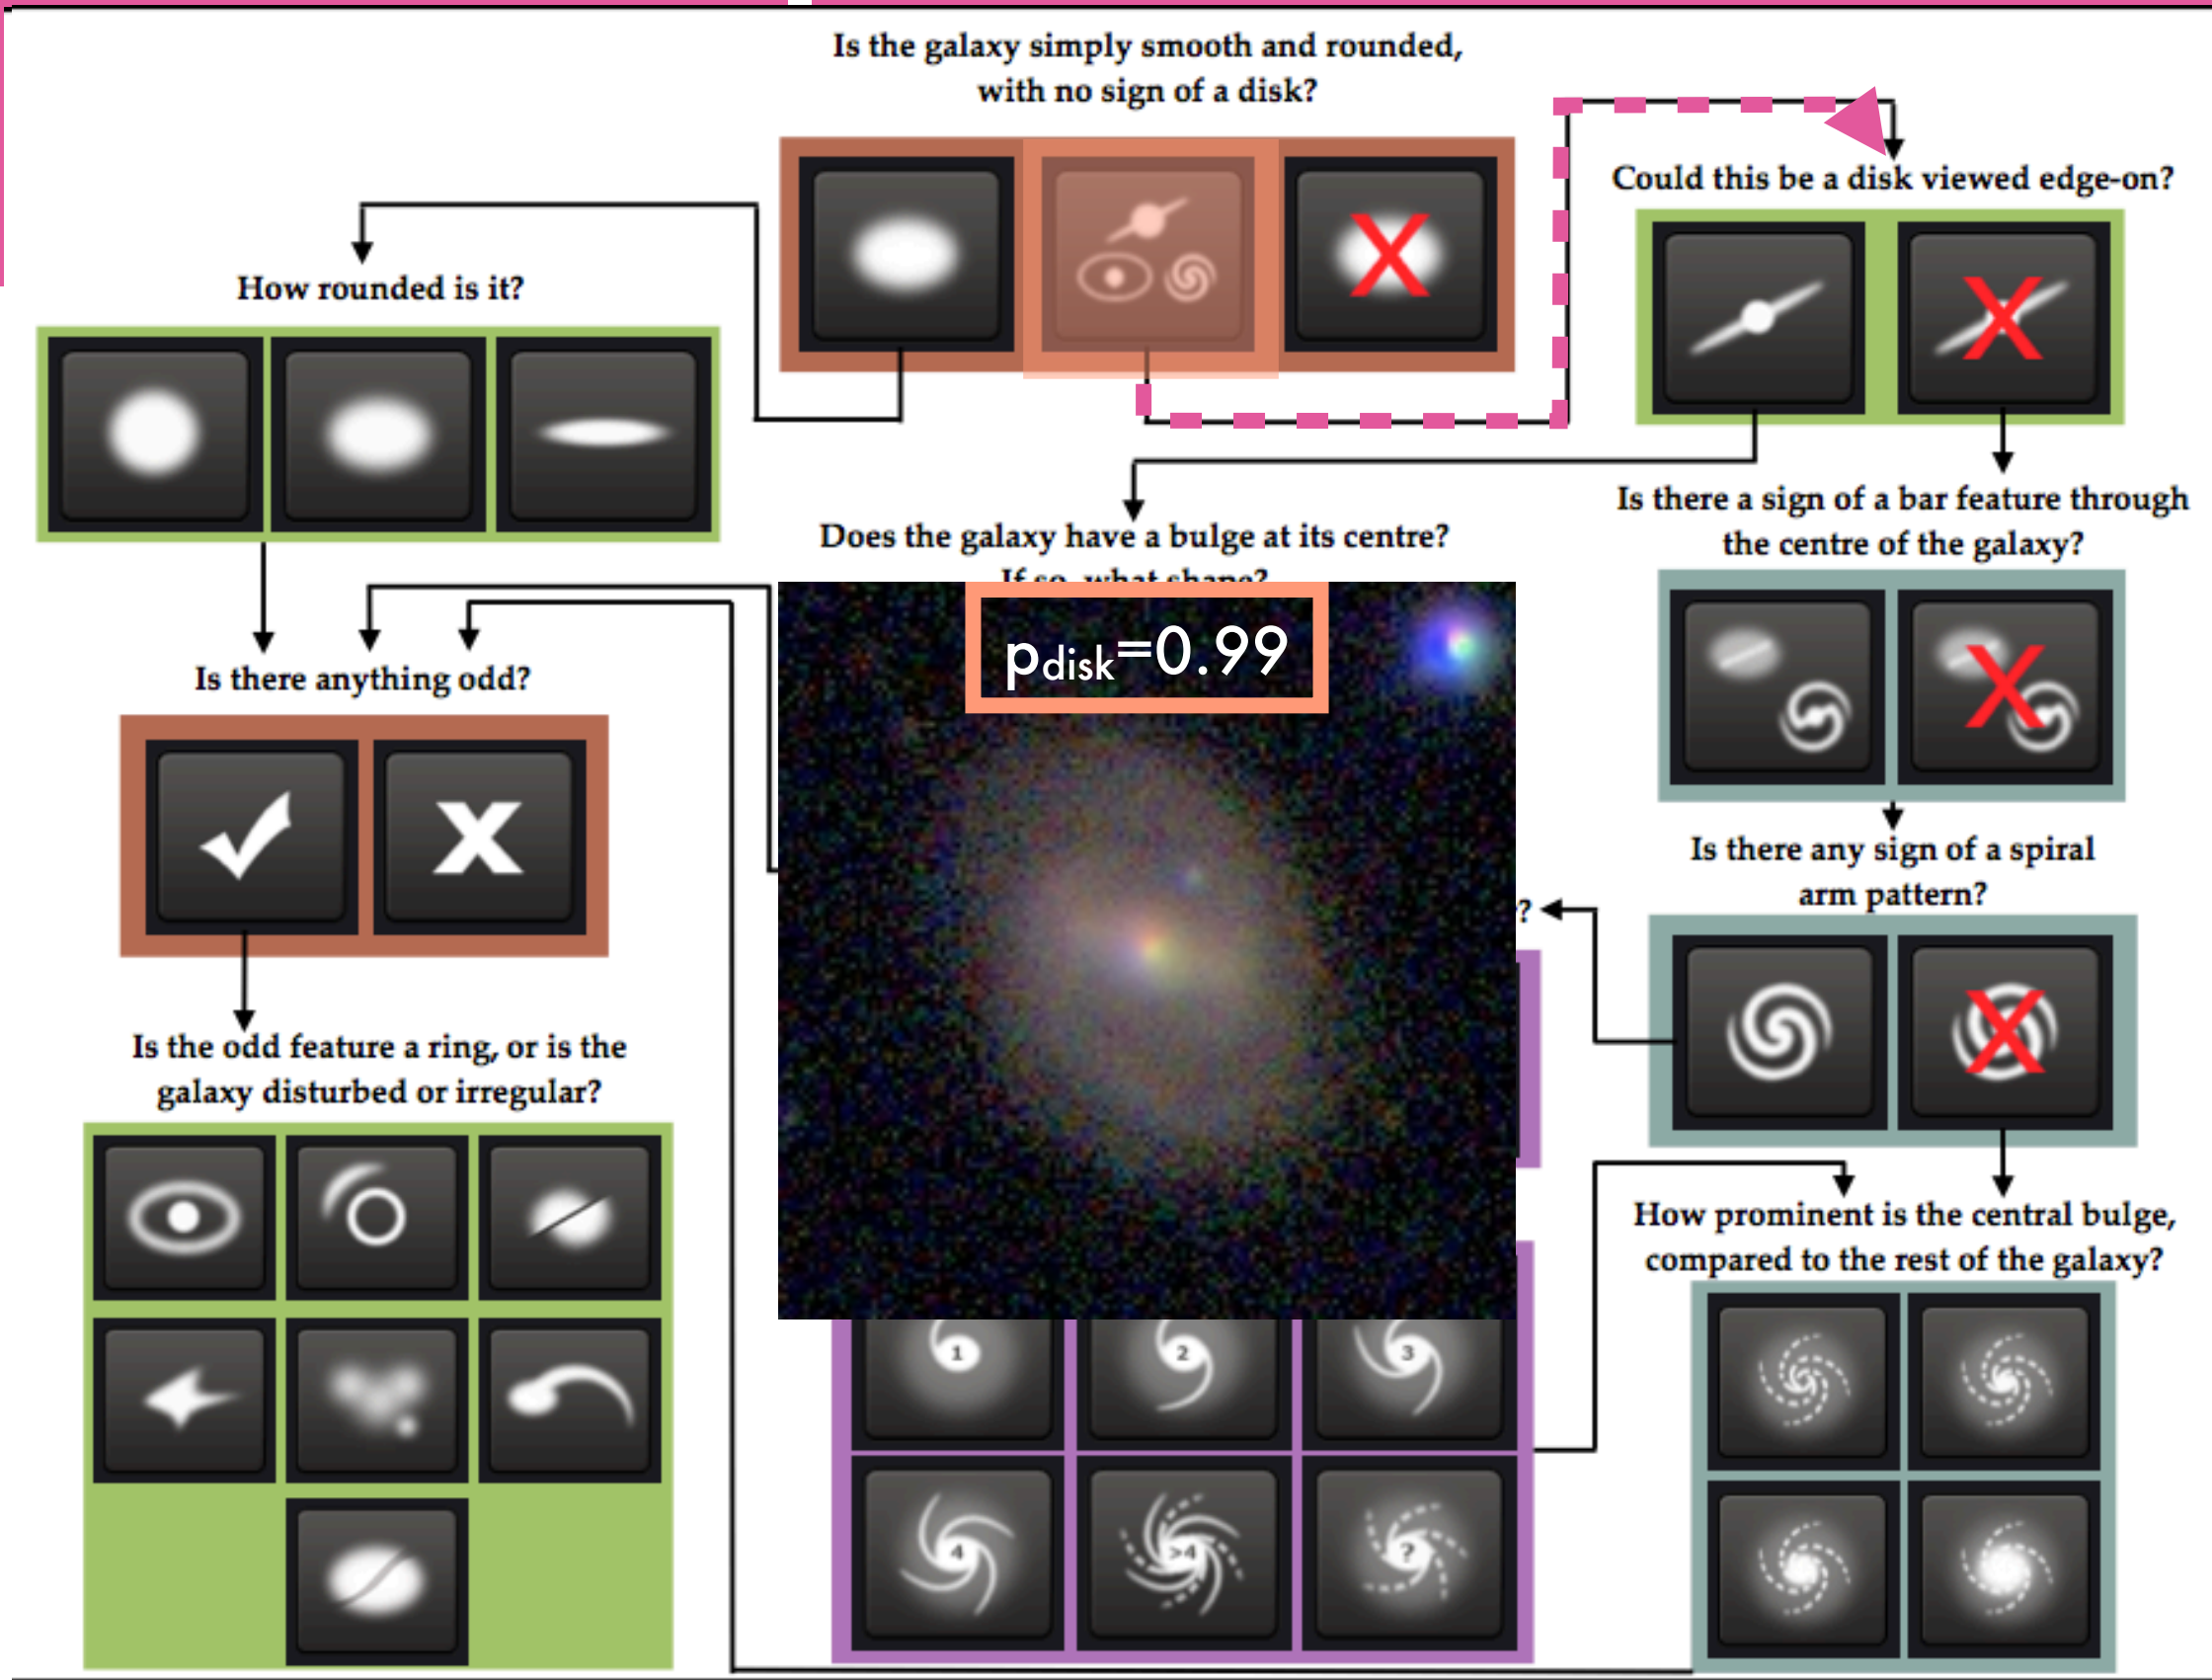 Is the galaxy simply smooth and rounded,
with no sign of a disk?
Could this be a disk viewed edge-on?
How rounded is it?
Is there a sign of a bar feature through
the centre of the galaxy?
Does the galaxy have a bulge at its centre?
If so, what shape?
pdisk=0.99
Is there anything odd?
Is there any sign of a spiral
arm pattern?
?
Is the odd feature a ring, or is the
galaxy disturbed or irregular?
How prominent is the central bulge,
compared to the rest of the galaxy?
1
2
3
4
>4
?